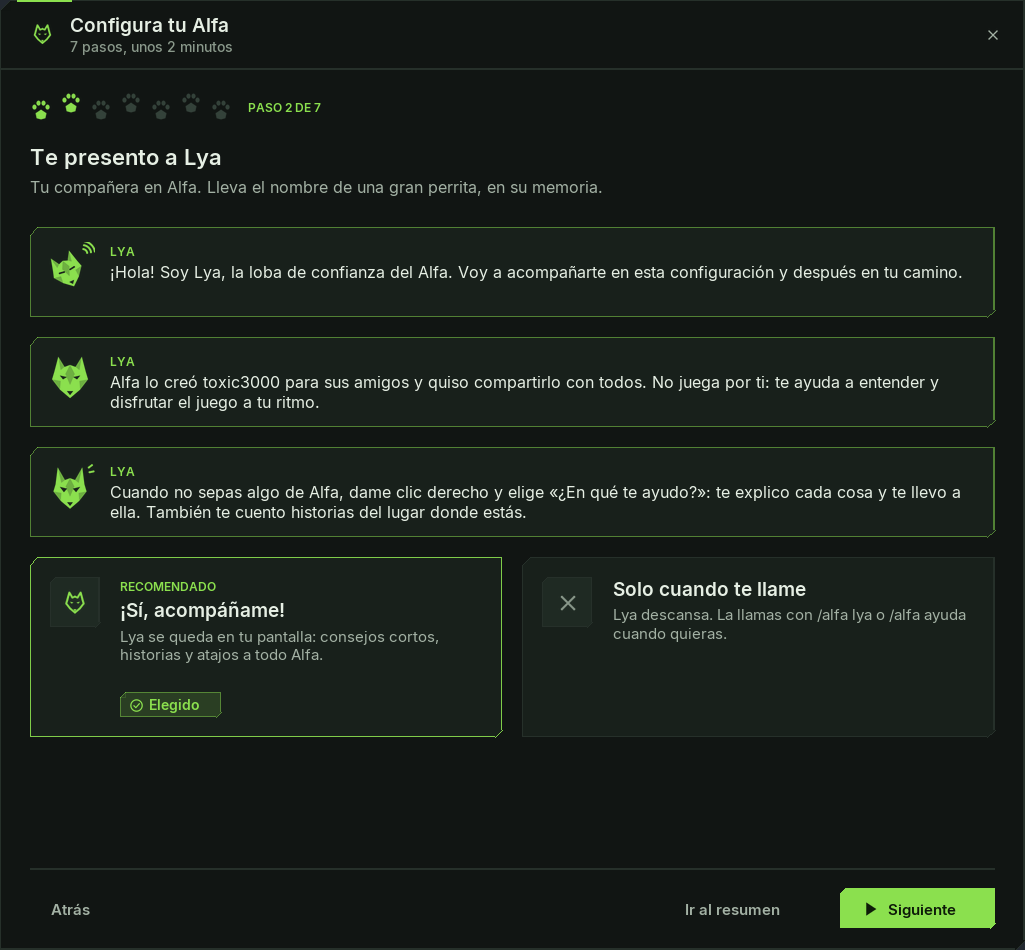 Configura tu Alfa
7 pasos, unos 2 minutos
PASO 2 DE 7
Te presento a Lya
Tu compañera en Alfa. Lleva el nombre de una gran perrita, en su memoria.
LYA
¡Hola! Soy Lya, la loba de confianza del Alfa. Voy a acompañarte en esta configuración y después en tu camino.
LYA
Alfa lo creó toxic3000 para sus amigos y quiso compartirlo con todos. No juega por ti: te ayuda a entender y
disfrutar el juego a tu ritmo.
LYA
Cuando no sepas algo de Alfa, dame clic derecho y elige «¿En qué te ayudo?»: te explico cada cosa y te llevo a
ella. También te cuento historias del lugar donde estás.
RECOMENDADO
¡Sí, acompáñame!
Lya se queda en tu pantalla: consejos cortos,
historias y atajos a todo Alfa.
Elegido
Solo cuando te llame
Lya descansa. La llamas con /alfa lya o /alfa ayuda
cuando quieras.
Atrás
Ir al resumen
Siguiente